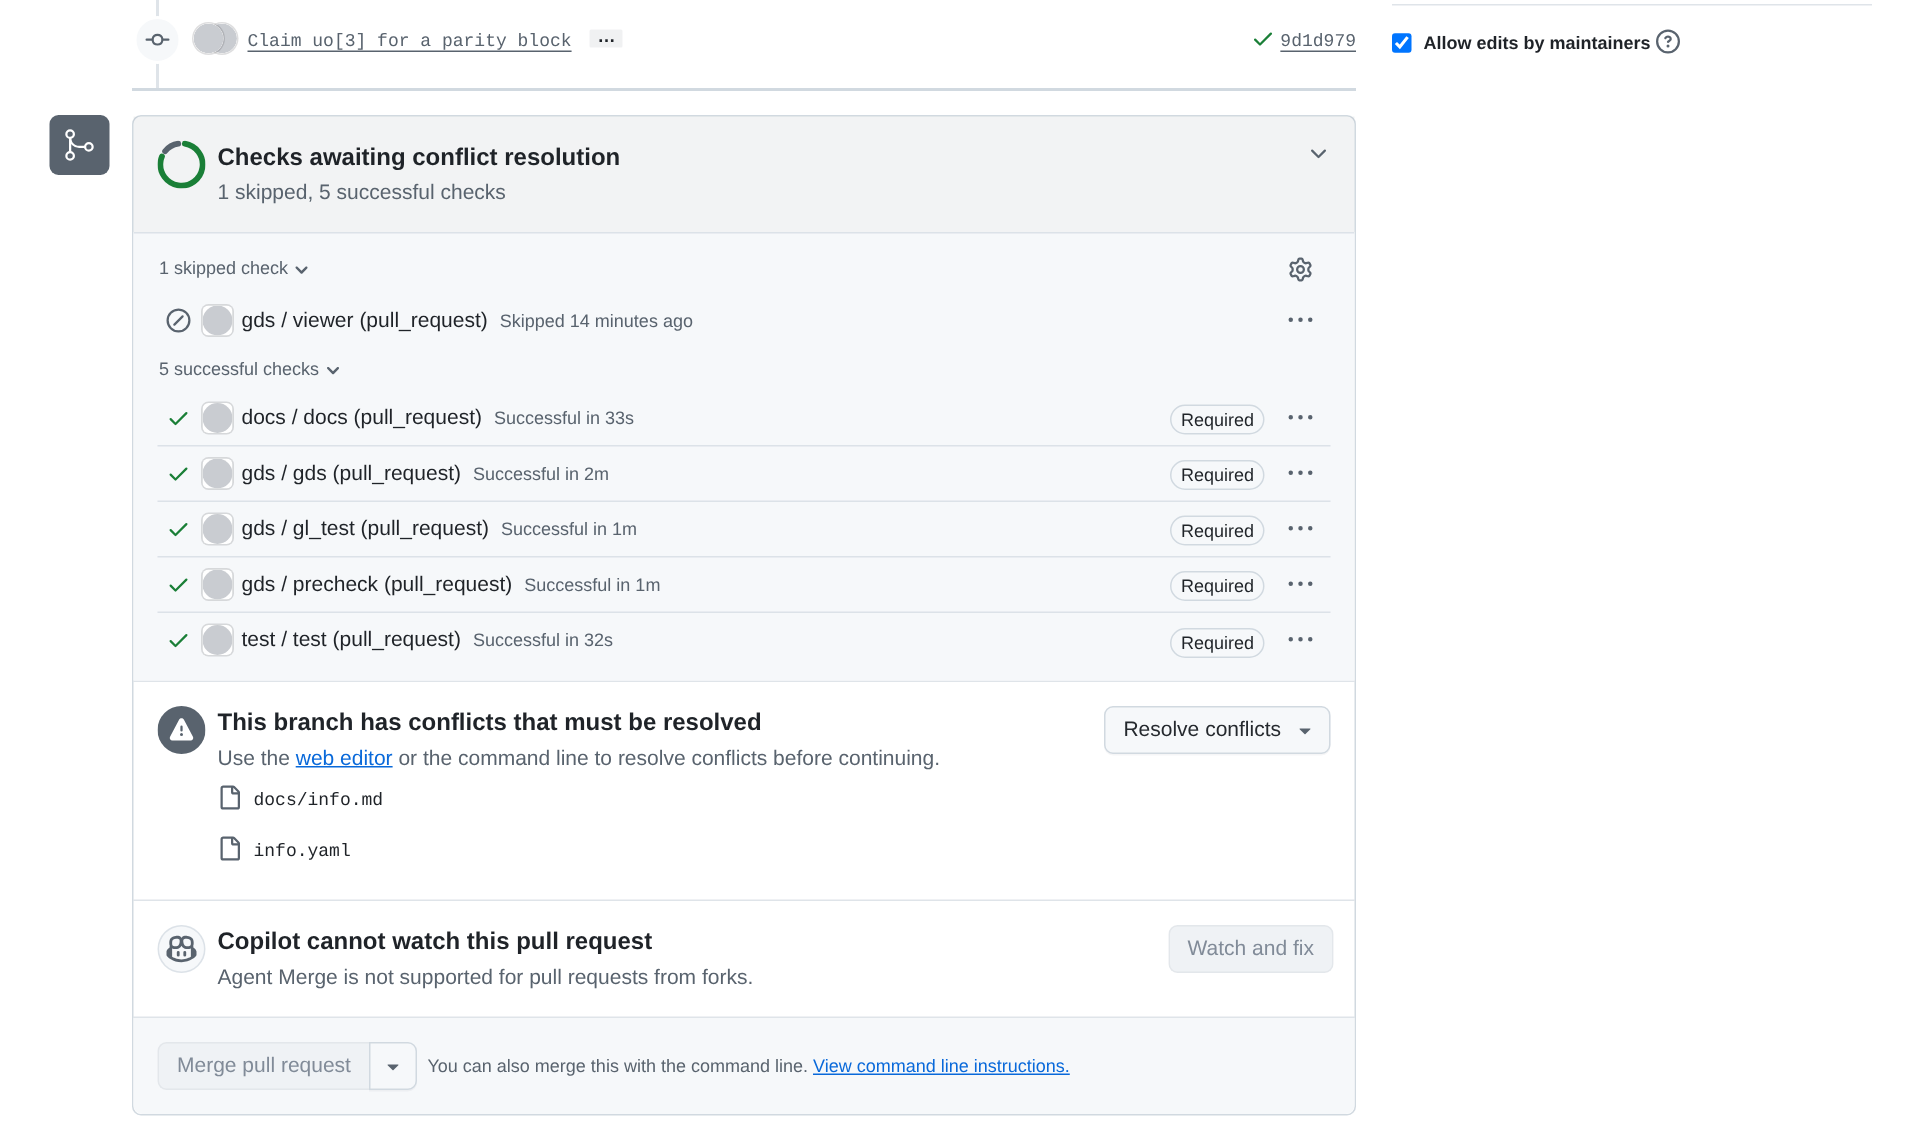 Claim uo[3] for a parity block ... 9d1d979
Allow edits by maintainers
Checks awaiting conflict resolution
1 skipped, 5 successful checks
1 skipped check
gds / viewer (pull_request) Skipped 14 minutes ago
5 successful checks
docs / docs (pull_request) Successful in 33s Required
gds / gds (pull_request) Successful in 2m Required
gds / gl_test (pull_request) Successful in 1m Required
gds / precheck (pull_request) Successful in 1m Required
test / test (pull_request) Successful in 32s Required
This branch has conflicts that must be resolved
Resolve conflicts
Use the web editor or the command line to resolve conflicts before continuing.
docs/info.md
info.yaml
Copilot cannot watch this pull request
Watch and fix
Agent Merge is not supported for pull requests from forks.
Merge pull request You can also merge this with the command line. View command line instructions.